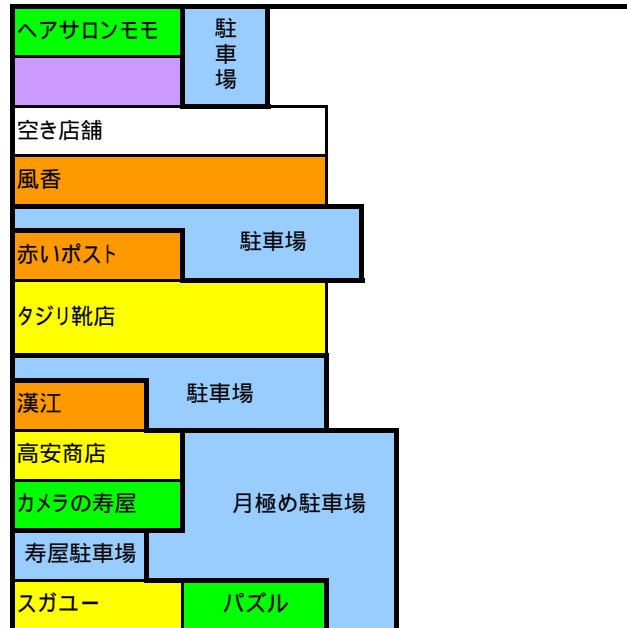 ヘアサロンモモ
駐車場
空き店舗
風香
駐車場
赤いポスト
タジリ靴店
駐車場
漢江
高安商店
カメラの寿屋
月極め駐車場
寿屋駐車場
スガユー
パズル